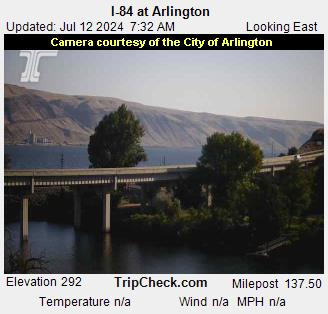 I-84 at Arlington
Updated: Jul 12 2024 7:32 AM Looking East
Camera courtesy of the City of Arlington
Elevation 292 TripCheck.com Milepost 137.50
Temperature n/a Wind n/a MPH n/a